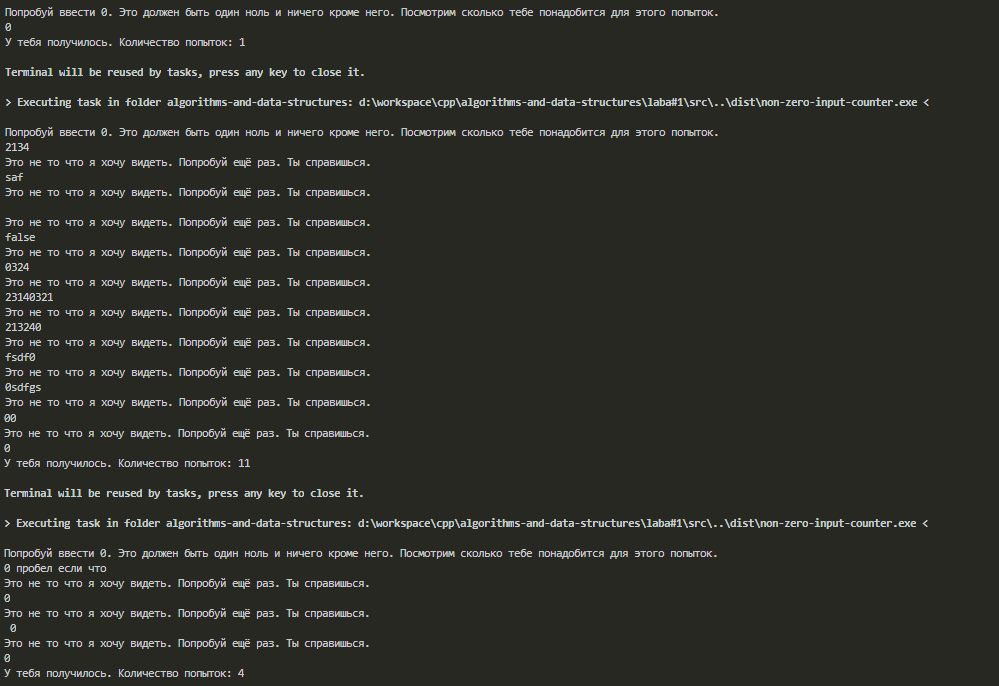 Попробуй ввести 0. Это должен быть один ноль и ничего кроме него. Посмотрим сколько тебе понадобится для этого попыток.
0
У тебя получилось. Количество попыток: 1
Terminal will be reused by tasks, press any key to close it.
> Executing task in folder algorithms-and-data-structures: d:\workspace\cpp\algorithms-and-data-structures\laba#1\src\..\dist\non-zero-input-counter.exe <
Попробуй ввести 0. Это должен быть один ноль и ничего кроме него. Посмотрим сколько тебе понадобится для этого попыток.
2134
Это не то что я хочу видеть. Попробуй ещё раз. Ты справишься.
saf
Это не то что я хочу видеть. Попробуй ещё раз. Ты справишься.
Это не то что я хочу видеть. Попробуй ещё раз. Ты справишься.
false
Это не то что я хочу видеть. Попробуй ещё раз. Ты справишься.
0324
Это не то что я хочу видеть. Попробуй ещё раз. Ты справишься.
23140321
Это не то что я хочу видеть. Попробуй ещё раз. Ты справишься.
213240
Это не то что я хочу видеть. Попробуй ещё раз. Ты справишься.
fsdf0
Это не то что я хочу видеть. Попробуй ещё раз. Ты справишься.
0sdfgs
Это не то что я хочу видеть. Попробуй ещё раз. Ты справишься.
00
Это не то что я хочу видеть. Попробуй ещё раз. Ты справишься.
0
У тебя получилось. Количество попыток: 11
Terminal will be reused by tasks, press any key to close it.
> Executing task in folder algorithms-and-data-structures: d:\workspace\cpp\algorithms-and-data-structures\laba#1\src\..\dist\non-zero-input-counter.exe <
Попробуй ввести 0. Это должен быть один ноль и ничего кроме него. Посмотрим сколько тебе понадобится для этого попыток.
0 пробел если что
Это не то что я хочу видеть. Попробуй ещё раз. Ты справишься.
0
Это не то что я хочу видеть. Попробуй ещё раз. Ты справишься.
 0
Это не то что я хочу видеть. Попробуй ещё раз. Ты справишься.
0
У тебя получилось. Количество попыток: 4